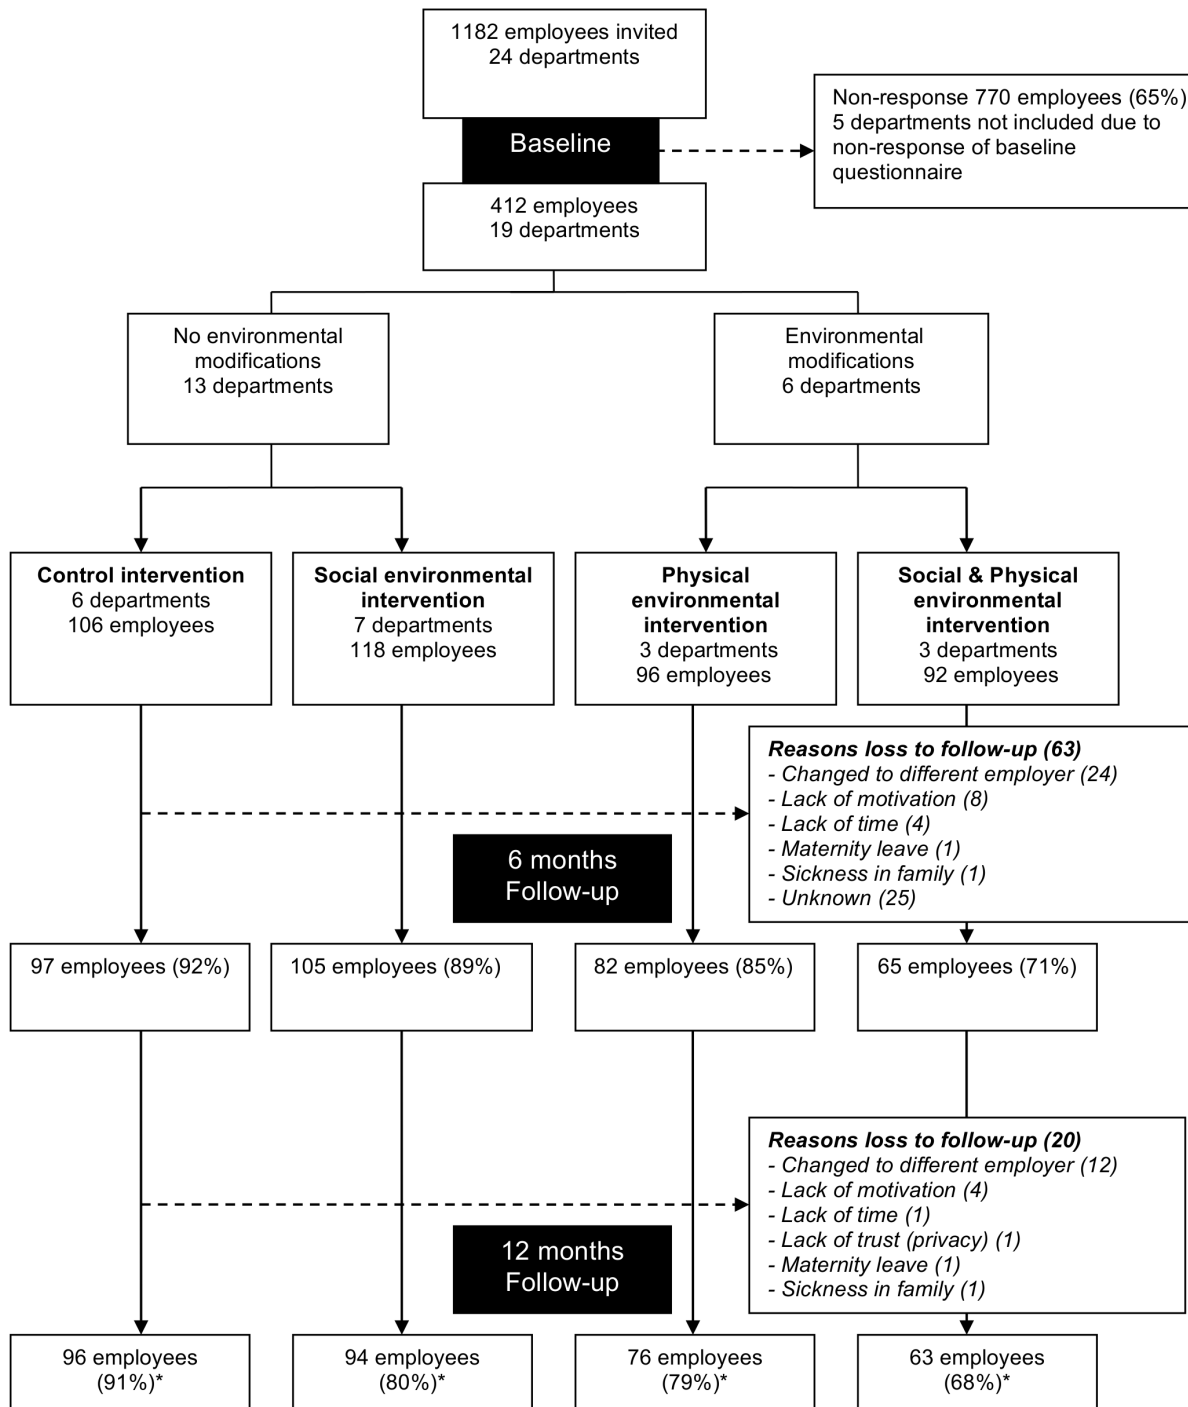 1182 employees invited
24 departments
Non-response 770 employees (65%)
5 departments not included due to
non-response of baseline
questionnaire
Baseline
412 employees
19 departments
No environmental
modifications
13 departments
Environmental
modifications
6 departments
Control intervention
6 departments
106 employees
Social environmental
intervention
7 departments
118 employees
Physical
environmental
intervention
3 departments
96 employees
Social & Physical
environmental
intervention
3 departments
92 employees
Reasons loss to follow-up (63)
- Changed to different employer (24)
- Lack of motivation (8)
- Lack of time (4)
- Maternity leave (1)
- Sickness in family (1)
- Unknown (25)
6 months
Follow-up
97 employees (92%)
105 employees (89%)
82 employees (85%)
65 employees (71%)
Reasons loss to follow-up (20)
- Changed to different employer (12)
- Lack of motivation (4)
- Lack of time (1)
- Lack of trust (privacy) (1)
- Maternity leave (1)
- Sickness in family (1)
12 months
Follow-up
96 employees
(91%)*
94 employees
(80%)*
76 employees
(79%)*
63 employees
(68%)*